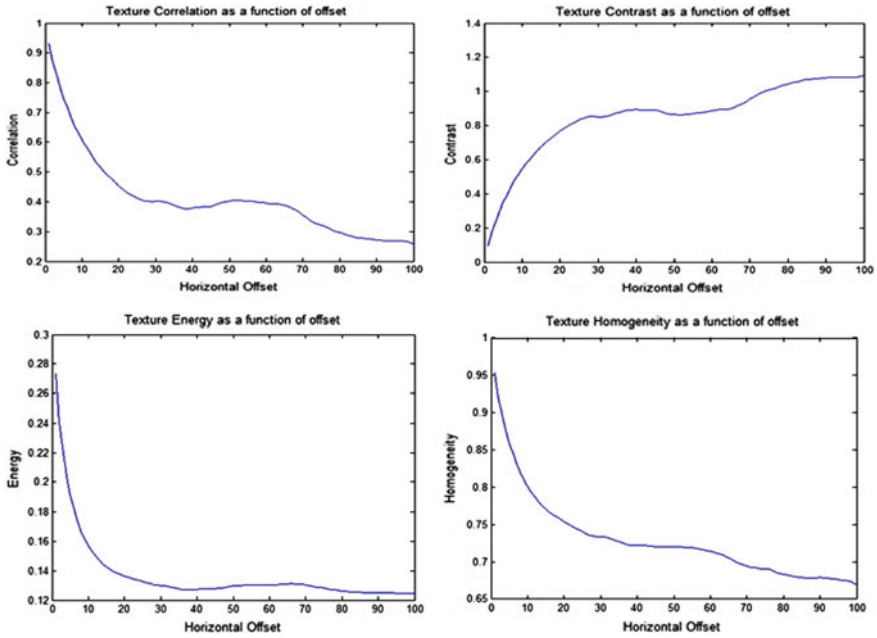 Texture Correlation as a function of offset
1
0.9
0.8
0.7
0.6
0.5
0.4
0.3
0.2
Correlation
0 10 20 30 40 50 60 70 80 90 100
Horizontal Offset
Texture Contrast as a function of offset
1.4
1.2
1
0.8
0.6
0.4
0.2
0
Contrast
0 10 20 30 40 50 60 70 80 90 100
Horizontal Offset
Texture Energy as a function of offset
0.3
0.28
0.26
0.24
0.22
0.2
0.18
0.16
0.14
0.12
Energy
0 10 20 30 40 50 60 70 80 90 100
Horizontal Offset
Texture Homogeneity as a function of offset
1
0.95
0.9
0.85
0.8
0.75
0.7
0.65
Homogeneity
0 10 20 30 40 50 60 70 80 90 100
Horizontal Offset